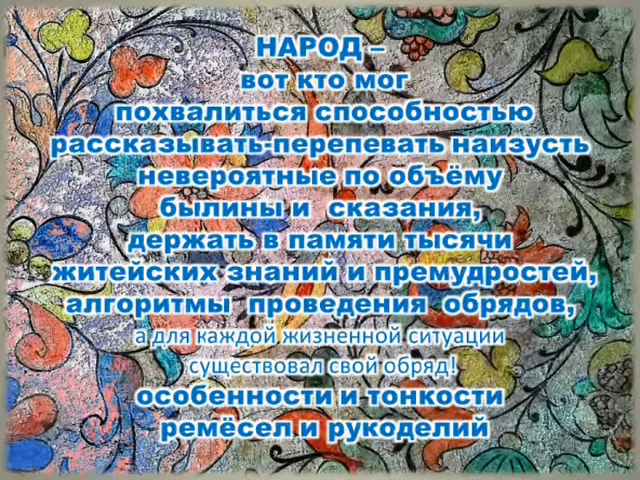 НАРОД –
вот кто мог
похвалиться способностью
рассказывать-перепевать наизусть
невероятные по объёму
былины и сказания,
держать в памяти тысячи
житейских знаний и премудростей,
алгоритмы проведения обрядов,
а для каждой жизненной ситуации
существовал свой обряд!
особенности и тонкости
ремёсел и рукоделий